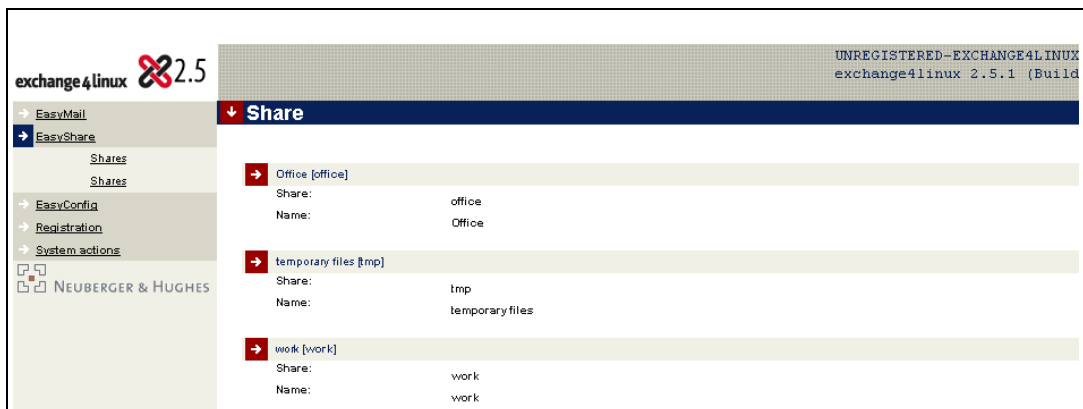 exchange4linux 2.5
UNREGISTERED-EXCHANGE4LINUX
exchange4linux 2.5.1 (Build
EasyMail
EasyShare
Shares
Shares
EasyConfig
Registration
System actions
NEUBERGER & HUGHES
Share
Office [office]
Share: office
Name: Office
temporary files [tmp]
Share: tmp
Name: temporary files
work [work]
Share: work
Name: work